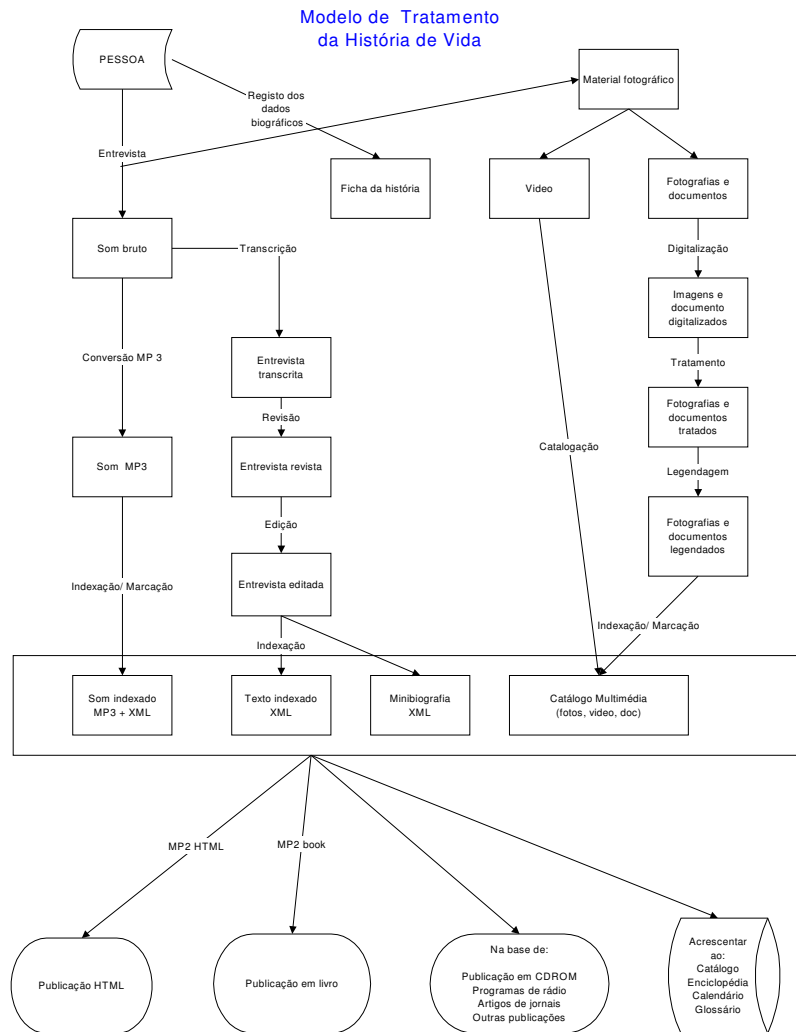 Modelo de Tratamento
da História de Vida
PESSOA
Material fotográfico
Registo dos
dados
biográficos
Entrevista
Ficha da história
Video
Fotografias e
documentos
Som bruto
Transcrição
Digitalização
Imagens e
documento
digitalizados
Conversão MP 3
Entrevista
transcrita
Tratamento
Revisão
Fotografias e
documentos
tratados
Som MP3
Entrevista revista
Catalogação
Legendagem
Edição
Fotografias e
documentos
legendados
Indexação/ Marcação
Entrevista editada
Indexação
Indexação/ Marcação
Som indexado
MP3 + XML
Texto indexado
XML
Minibiografia
XML
Catálogo Multimédia
(fotos, video, doc)
MP2 HTML
MP2 book
Publicação HTML
Publicação em livro
Na base de:
Publicação em CDROM
Programas de rádio
Artigos de jornais
Outras publicações
Acrescentar
ao:
Catálogo
Enciclopédia
Calendário
Glossário